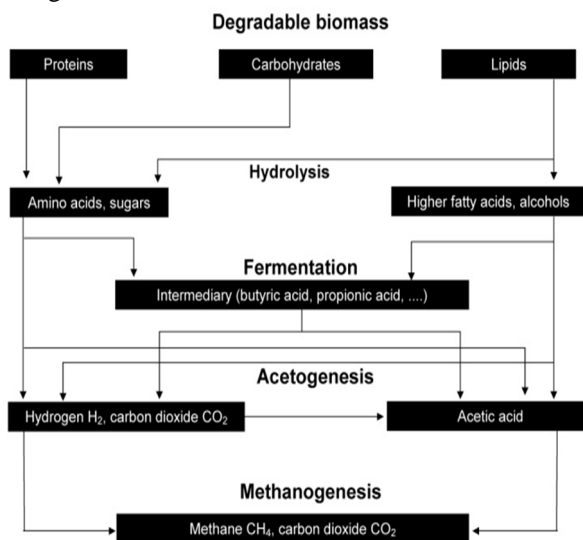 Degradable biomass
Proteins
Carbohydrates
Lipids
Hydrolysis
Amino acids, sugars
Higher fatty acids, alcohols
Fermentation
Intermediary (butyric acid, propionic acid, ....)
Acetogenesis
Hydrogen H₂, carbon dioxide CO₂
Acetic acid
Methanogenesis
Methane CH₄, carbon dioxide CO₂